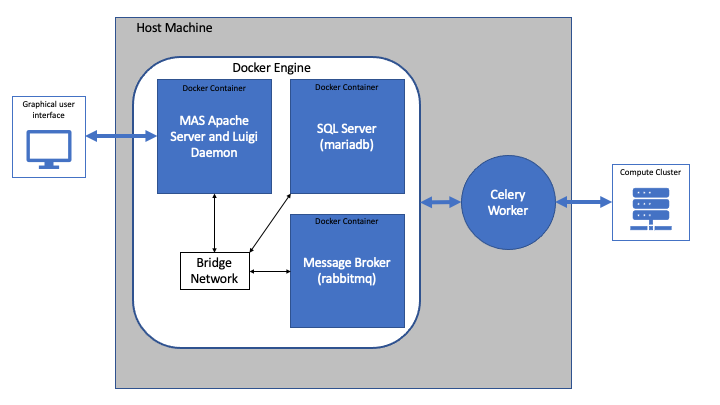 Host Machine
Docker Engine
Graphical user
interface
Docker Container
MAS Apache
Server and Luigi
Daemon
Docker Container
SQL Server
(mariadb)
Celery
Worker
Compute Cluster
Docker Container
Message Broker
(rabbitmq)
Bridge
Network